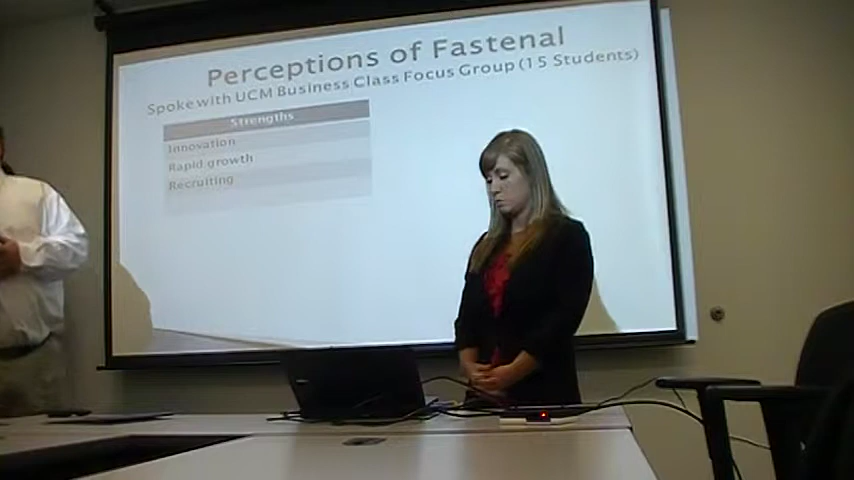 Perceptions of Fastenal
Spoke with UCM Business Class Focus Group (15 Students)
Strengths
Innovation
Rapid growth
Recruiting